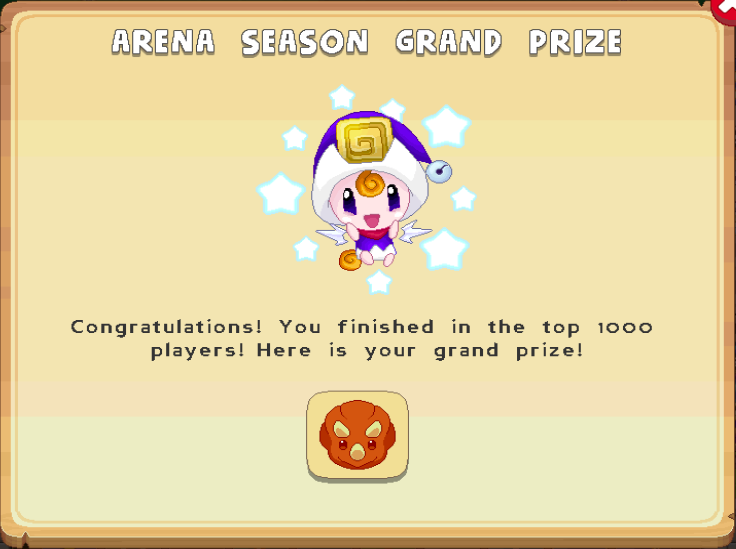 ARENA SEASON GRAND PRIZE
Congratulations! You finished in the top 1000
players! Here is your grand prize!